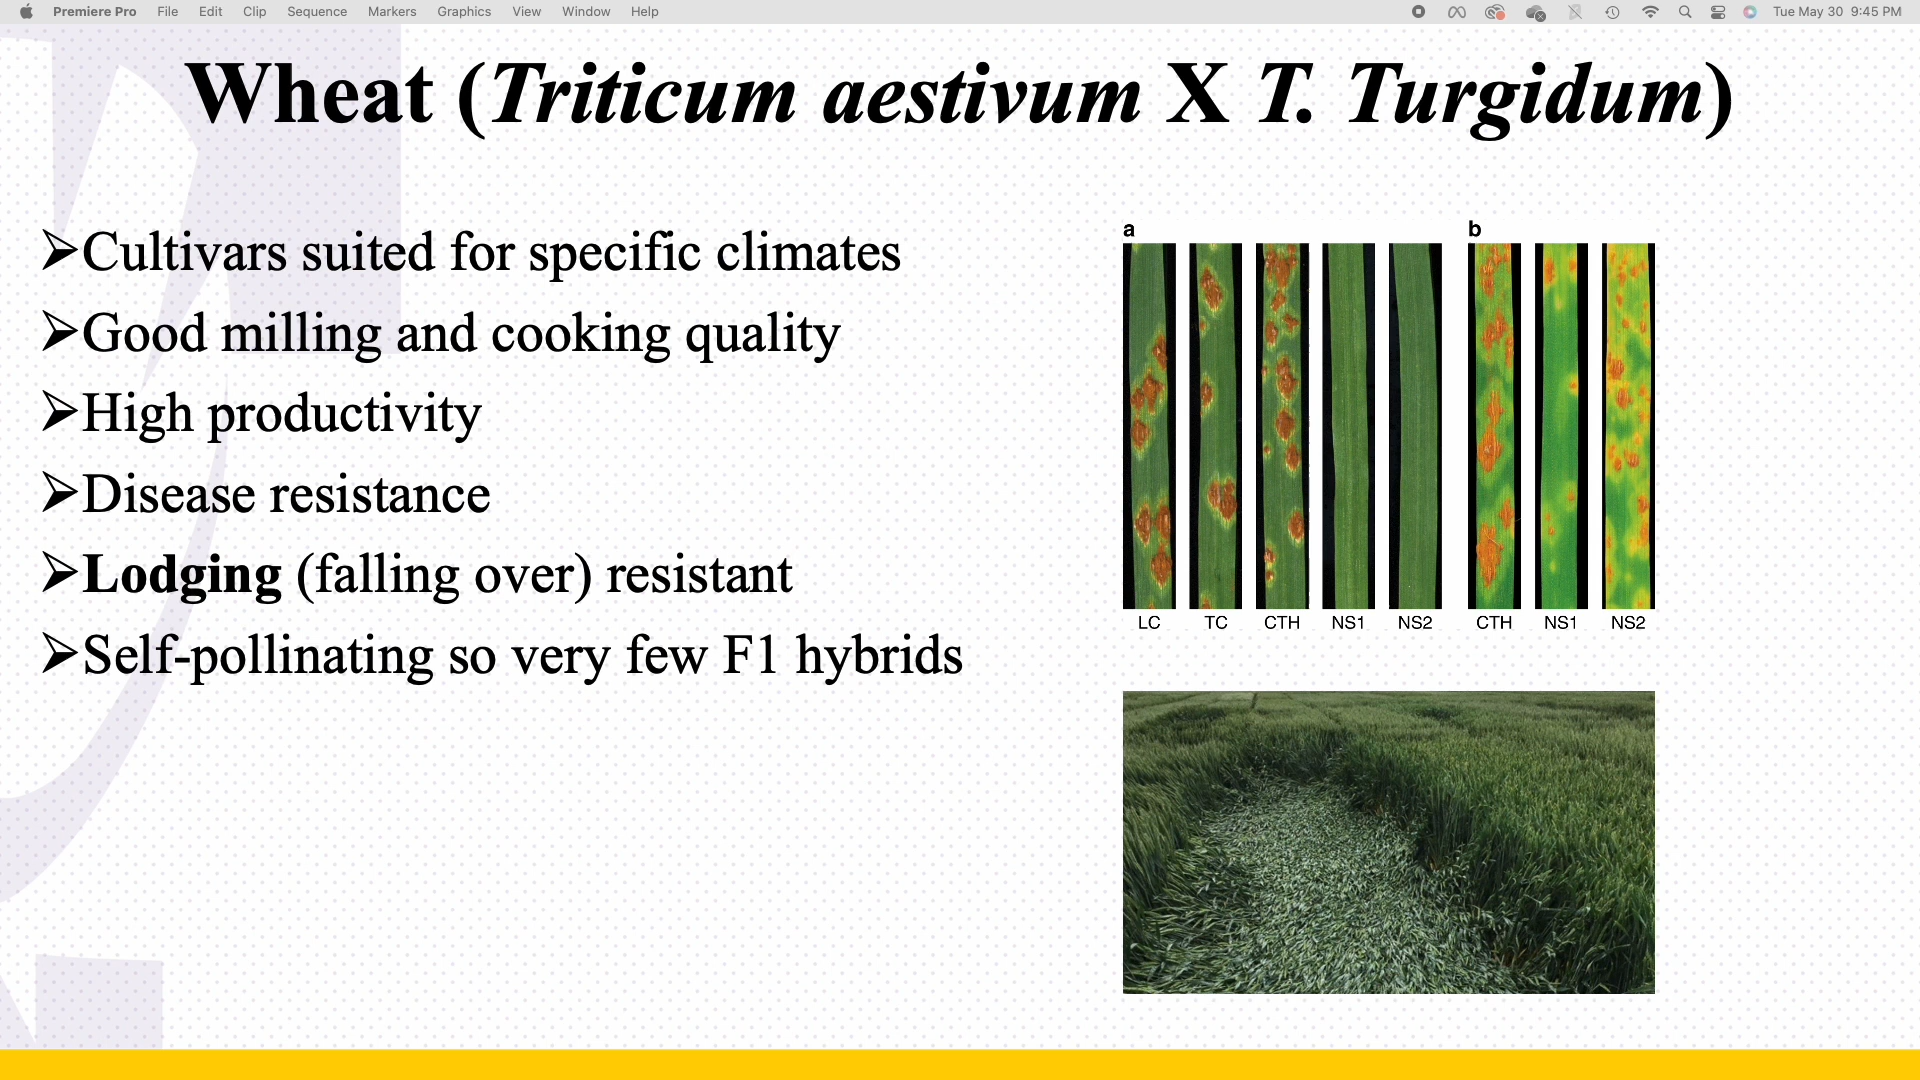 Premiere Pro File Edit Clip Sequence Markers Graphics View Window Help Tue May 30 9:45 PM
Wheat (Triticum aestivum X T. Turgidum)
➢Cultivars suited for specific climates
➢Good milling and cooking quality
➢High productivity
➢Disease resistance
➢Lodging (falling over) resistant
➢Self-pollinating so very few F1 hybrids
a b
LC TC CTH NS1 NS2 CTH NS1 NS2